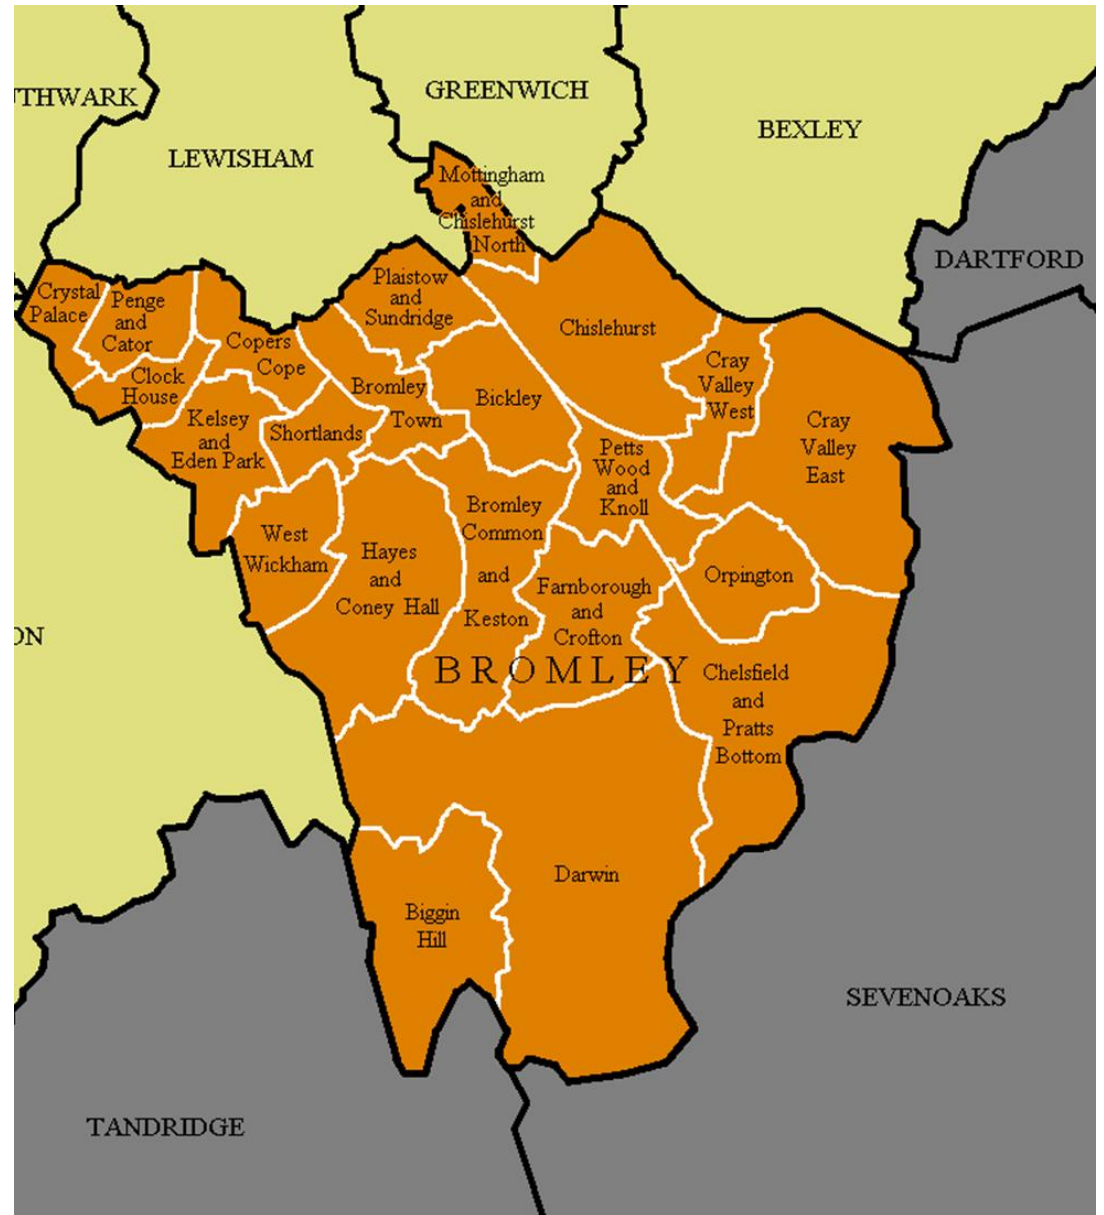 GREENWICH
UTHWARK
BEXLEY
LEWISHAM
Mottingham
and
Chislehurst
North
DARTFORD
Crystal
Palace
Penge
and
Cator
Plaistow
and
Sundridge
Copers
Cope
Chislehurst
Clock
House
Bromley
Town
Bickley
Cray
Valley
West
Kelsey
and
Eden Park
Shortlands
Cray
Valley
East
Petts
Wood
and
Knoll
West
Wickham
Hayes
and
Coney Hall
Bromley
Common
and
Keston
Farnborough
and
Crofton
Orpington
ON
BROMLEY
Chelsfield
and
Pratts
Bottom
Darwin
Biggin
Hill
SEVENOAKS
TANDRIDGE